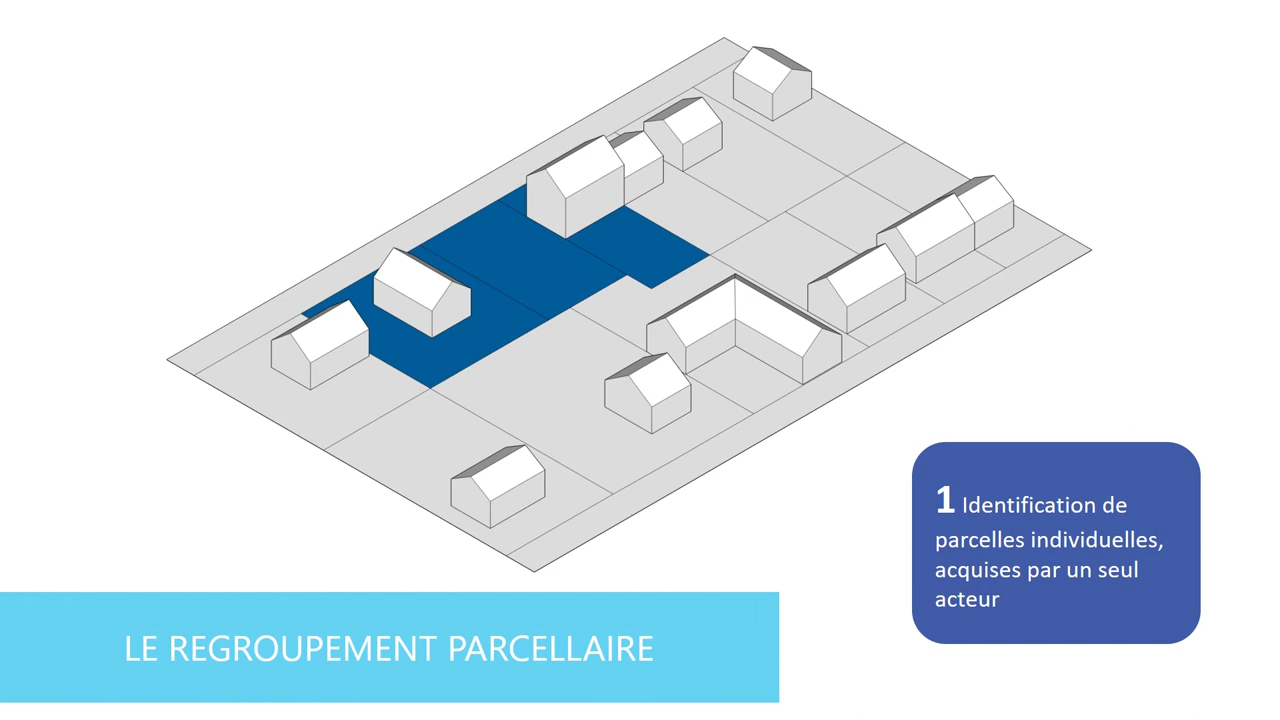 1 Identification de
parcelles individuelles,
acquises par un seul
acteur
LE REGROUPEMENT PARCELLAIRE